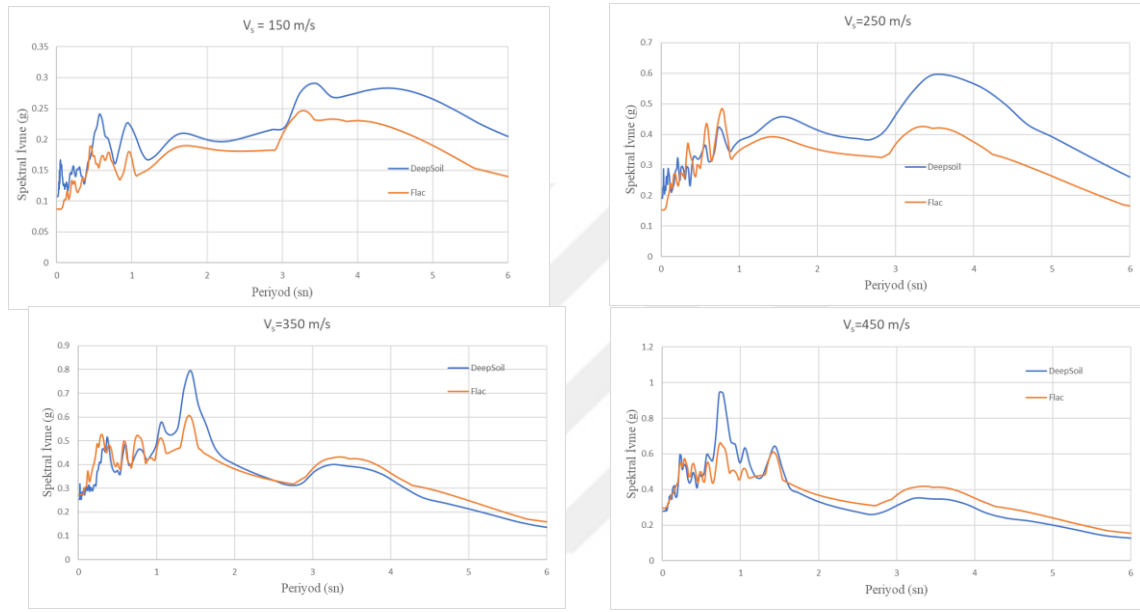 V_s = 150 m/s
0.35
0.3
0.25
0.2
0.15
0.1
0.05
0
Spektral İvme (g)
DeepSoil
Flac
0 1 2 3 4 5 6
Periyod (sn)
V_s=250 m/s
0.7
0.6
0.5
0.4
0.3
0.2
0.1
0
Spektral İvme (g)
DeepSoil
Flac
0 1 2 3 4 5 6
Periyod (sn)
V_s=350 m/s
0.9
0.8
0.7
0.6
0.5
0.4
0.3
0.2
0.1
0
Spektral İvme (g)
DeepSoil
Flac
0 1 2 3 4 5 6
Periyod (sn)
V_s=450 m/s
1.2
1
0.8
0.6
0.4
0.2
0
Spektral İvme (g)
DeepSoil
Flac
0 1 2 3 4 5 6
Periyod (sn)